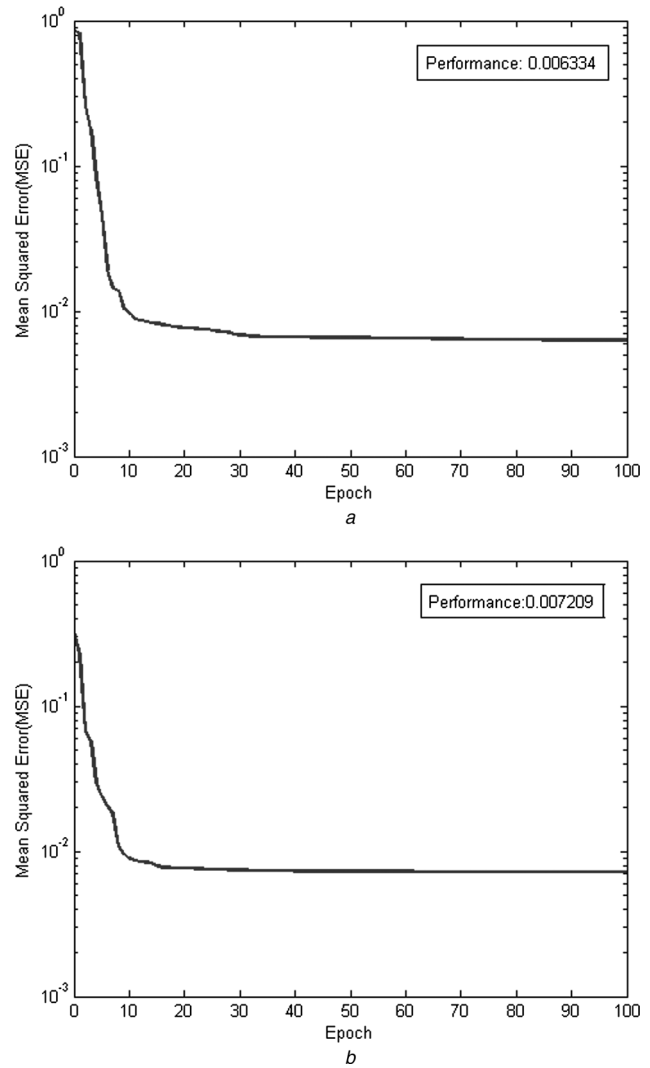 10^0
Performance: 0.006334
10^-1
Mean Squared Error(MSE)
10^-2
10^-3
0 10 20 30 40 50 60 70 80 90 100
Epoch
a
10^0
Performance:0.007209
10^-1
Mean Squared Error(MSE)
10^-2
10^-3
0 10 20 30 40 50 60 70 80 90 100
Epoch
b